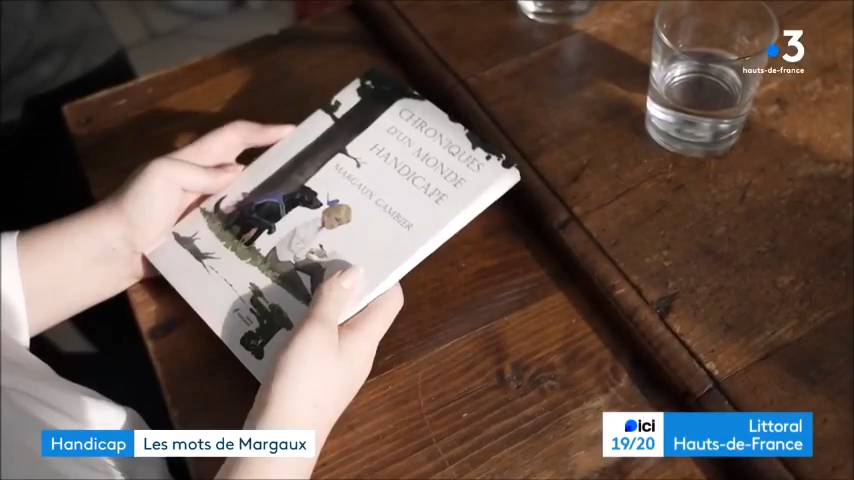 3
hauts-de-france
CHRONIQUES
D'UN MONDE
HANDICAPÉ
MARGAUX GAMBIER
Handicap Les mots de Margaux
ici
19/20
Littoral
Hauts-de-France